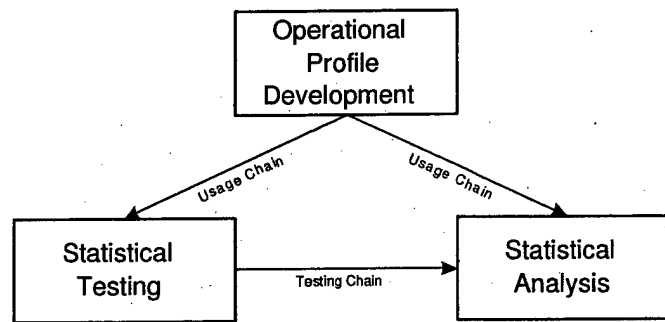 Operational
Profile
Development
Usage Chain
Usage Chain
Statistical
Testing
Testing Chain
Statistical
Analysis